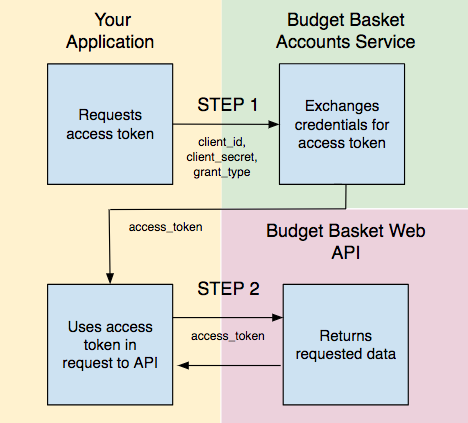 Your
Application
Budget Basket
Accounts Service
Requests
access token
STEP 1
client_id,
client_secret,
grant_type
Exchanges
credentials for
access token
access_token
Budget Basket Web
API
Uses access
token in
request to API
STEP 2
access_token
Returns
requested data